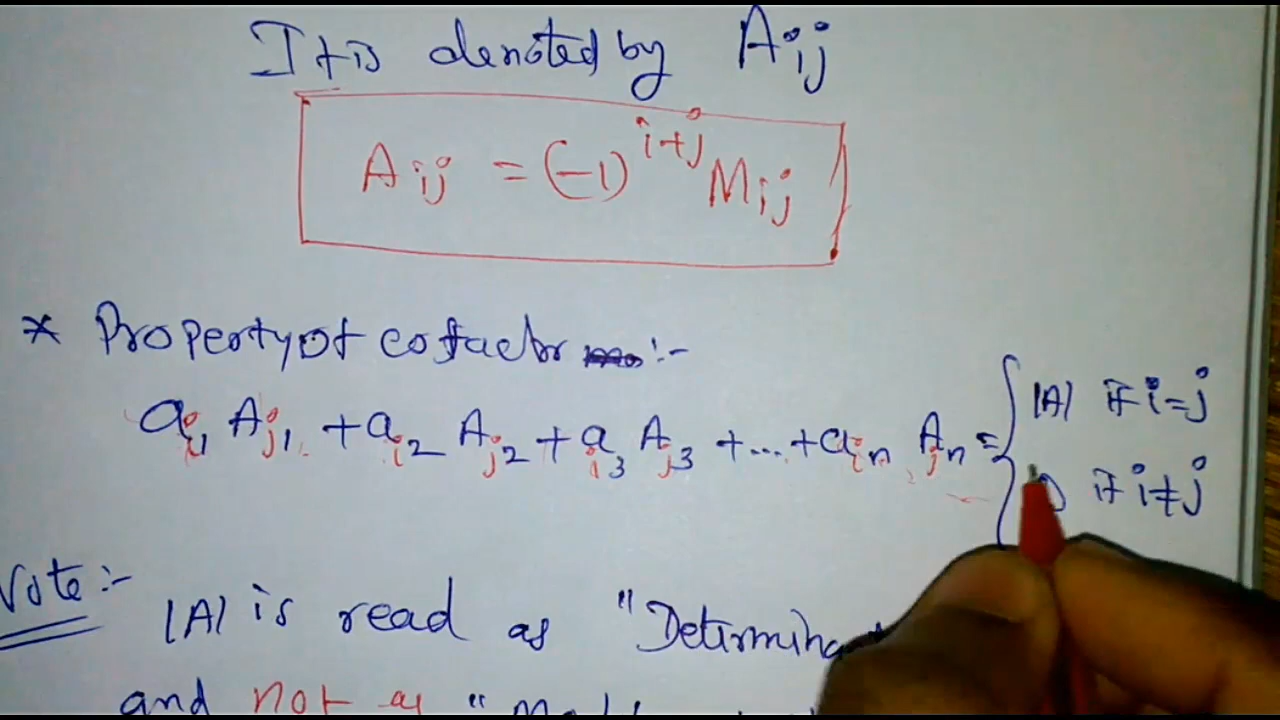 It is denoted by Aij
Aij = (-1)^i+j Mij
* Property of cofactor :-
ai1 Aj1 + ai2 Aj2 + ai3 Aj3 + ... + ain Ajn = { |A| if i=j
0 if i≠j
Note :- |A| is read as "Determinant
and not as "